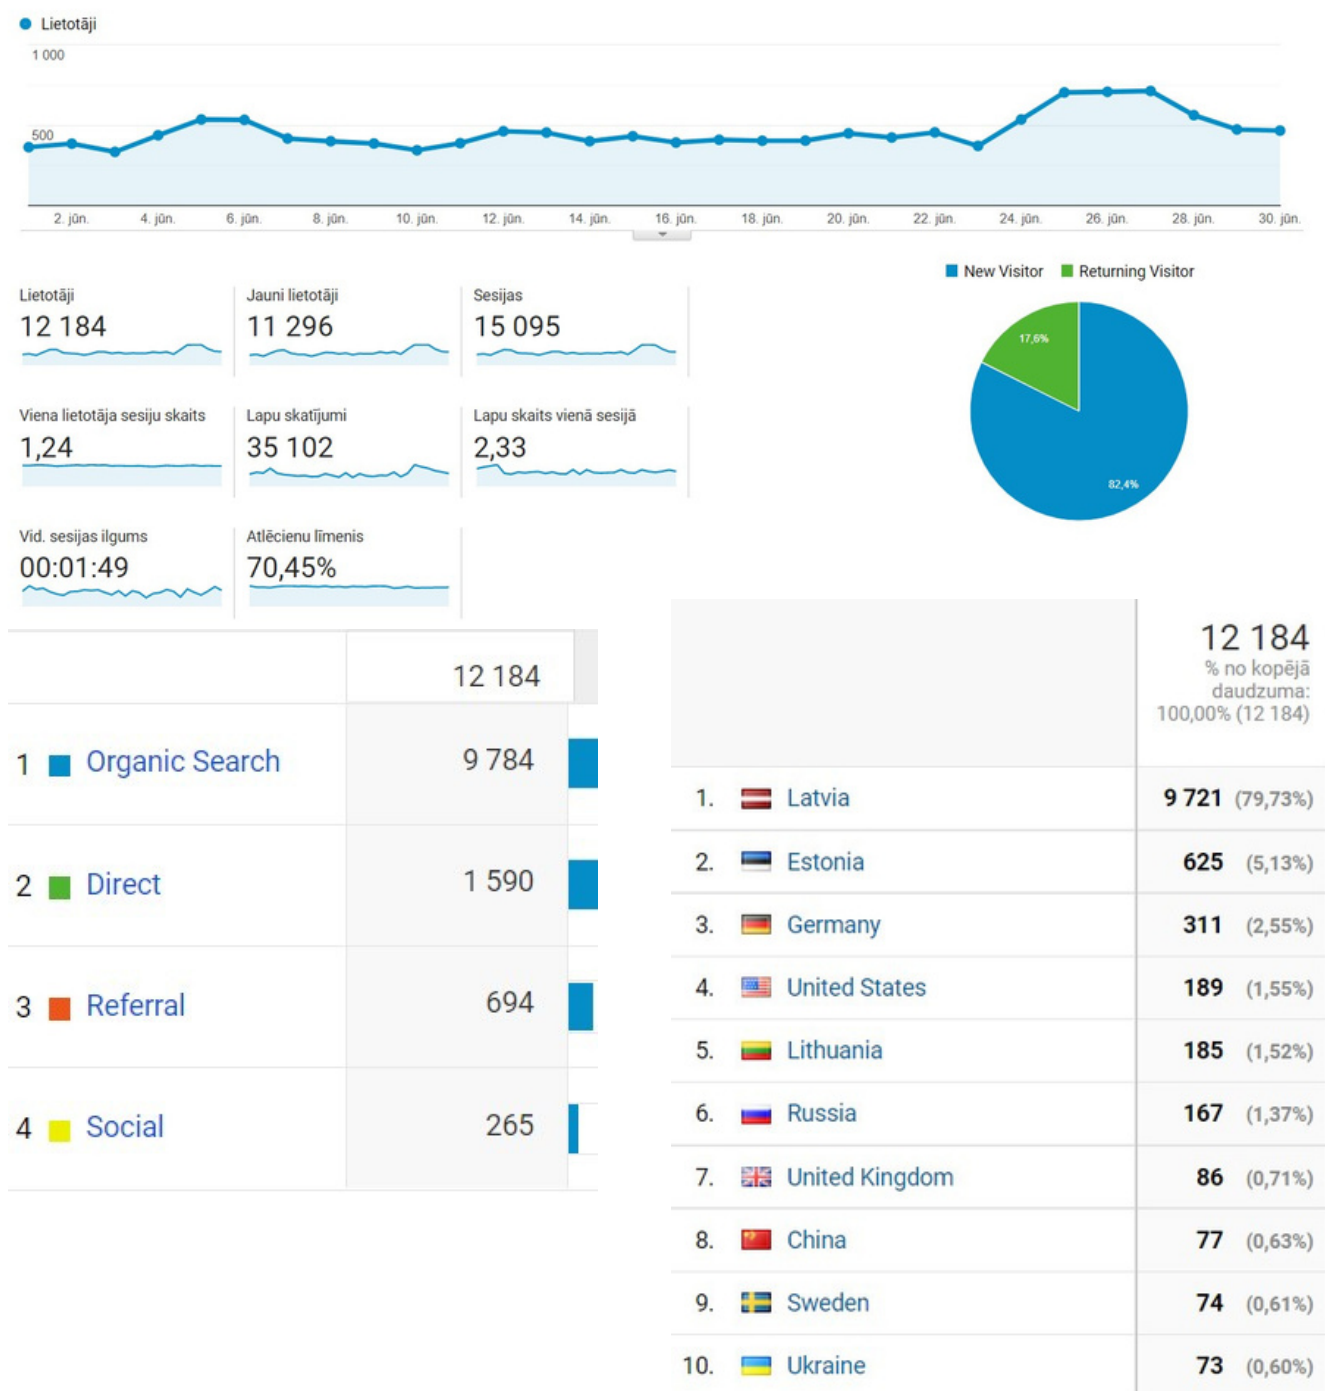 Lietotāji
1 000
500
2. jūn.
4. jūn.
6. jūn.
8. jūn.
10. jūn.
12. jūn.
14. jūn.
16. jūn.
18. jūn.
20. jūn.
22. jūn.
24. jūn.
26. jūn.
28. jūn.
30. jūn.
New Visitor
Returning Visitor
17,6%
82,4%
Lietotāji
12 184
Jauni lietotāji
11 296
Sesijas
15 095
Viena lietotāja sesiju skaits
1,24
Lapu skatījumi
35 102
Lapu skaits vienā sesijā
2,33
Vid. sesijas ilgums
00:01:49
Atlēcienu līmenis
70,45%
12 184
1 Organic Search 9 784
2 Direct 1 590
3 Referral 694
4 Social 265
12 184
% no kopējā
daudzuma:
100,00% (12 184)
1. Latvia 9 721 (79,73%)
2. Estonia 625 (5,13%)
3. Germany 311 (2,55%)
4. United States 189 (1,55%)
5. Lithuania 185 (1,52%)
6. Russia 167 (1,37%)
7. United Kingdom 86 (0,71%)
8. China 77 (0,63%)
9. Sweden 74 (0,61%)
10. Ukraine 73 (0,60%)